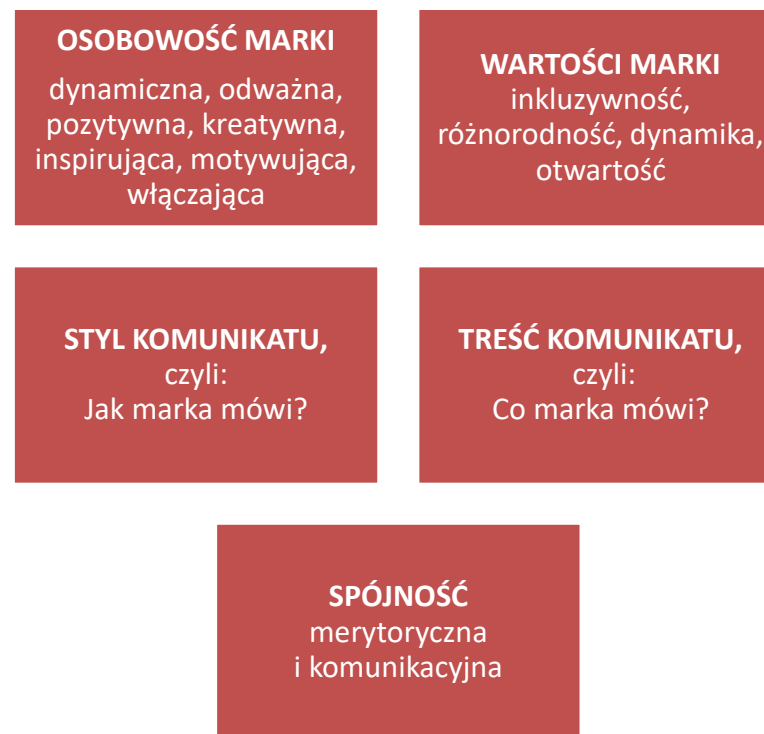 OSOBOWOŚĆ MARKI
dynamiczna, odważna,
pozytywna, kreatywna,
inspirująca, motywująca,
włączająca
WARTOŚCI MARKI
inkluzywność,
różnorodność, dynamika,
otwartość
STYL KOMUNIKATU,
czyli:
Jak marka mówi?
TREŚĆ KOMUNIKATU,
czyli:
Co marka mówi?
SPÓJNOŚĆ
merytoryczna
i komunikacyjna